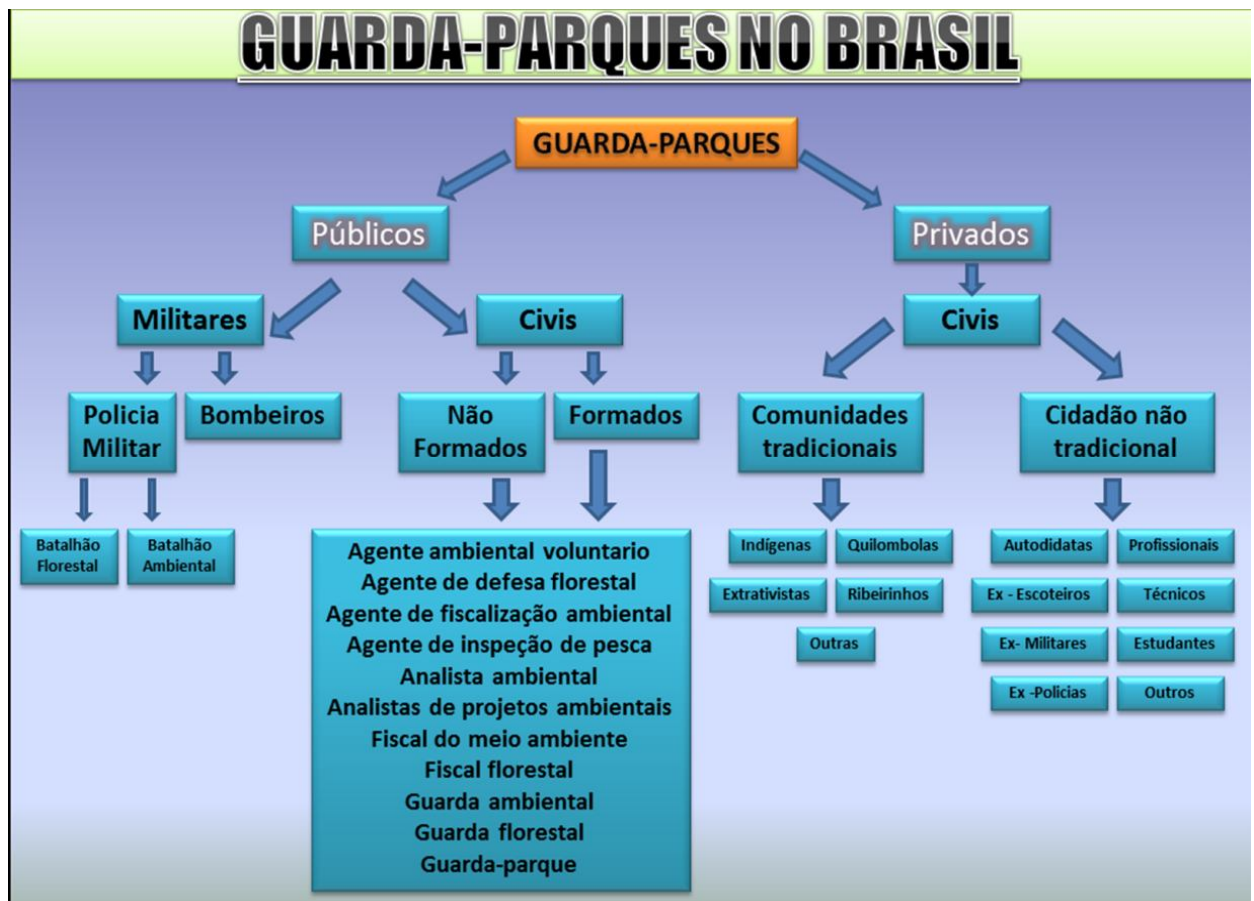 GUARDA-PARQUES NO BRASIL
GUARDA-PARQUES
Públicos
Privados
Militares
Civis
Civis
Policia
Militar
Bombeiros
Não
Formados
Formados
Comunidades
tradicionais
Cidadão não
tradicional
Batalhão
Florestal
Batalhão
Ambiental
Agente ambiental voluntario
Agente de defesa florestal
Agente de fiscalização ambiental
Agente de inspeção de pesca
Analista ambiental
Analistas de projetos ambientais
Fiscal do meio ambiente
Fiscal florestal
Guarda ambiental
Guarda florestal
Guarda-parque
Indígenas
Quilombolas
Extrativistas
Ribeirinhos
Outras
Autodidatas
Profissionais
Ex - Escoteiros
Técnicos
Ex- Militares
Estudantes
Ex -Policias
Outros